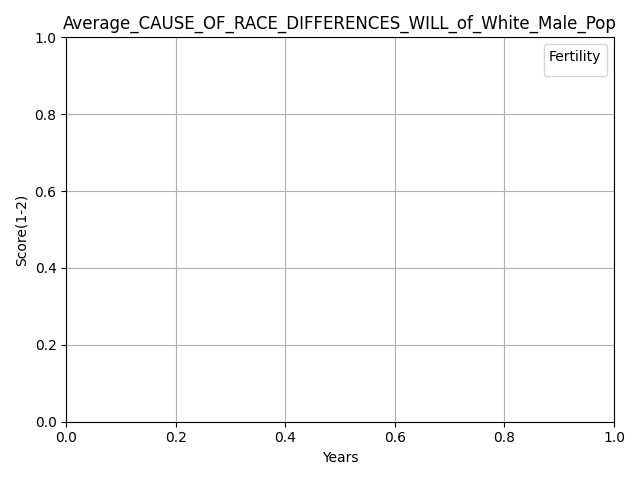 Average_CAUSE_OF_RACE_DIFFERENCES_WILL_of_White_Male_Pop
1.0
Fertility
0.8
0.6
Score(1-2)
0.4
0.2
0.0
0.0 0.2 0.4 0.6 0.8 1.0
Years